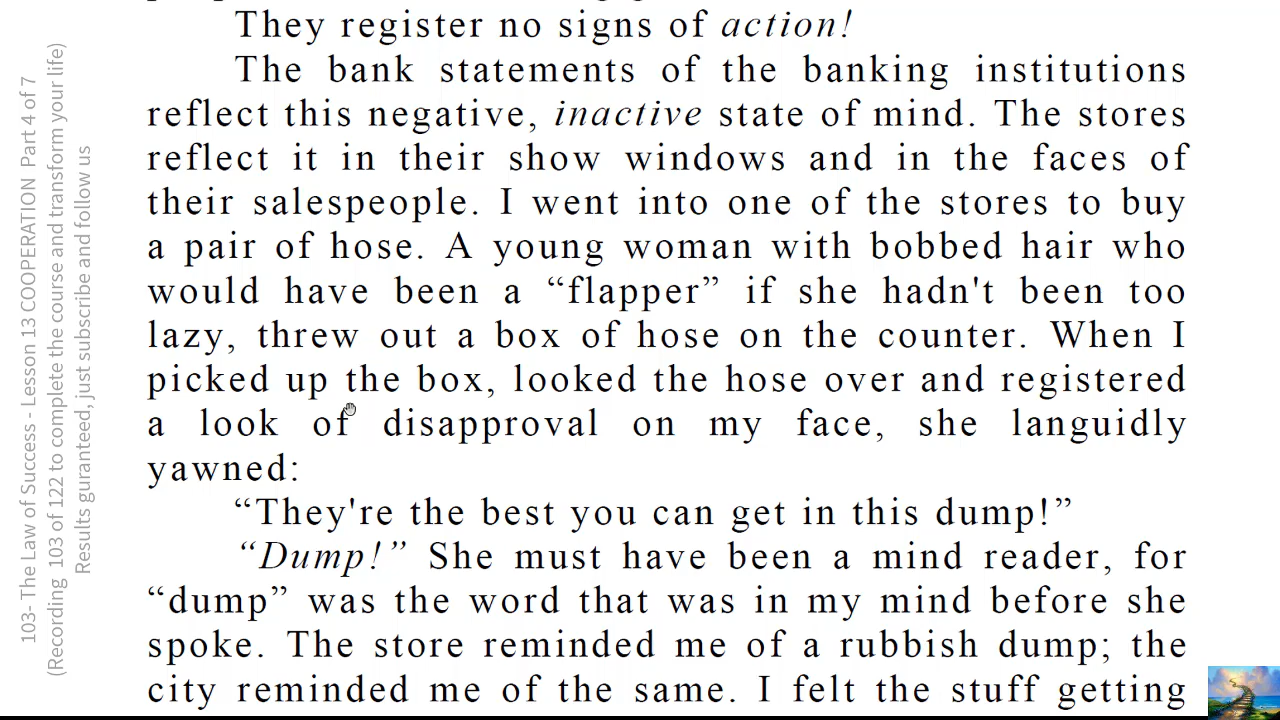 They register no signs of action!
The bank statements of the banking institutions
reflect this negative, inactive state of mind. The stores
reflect it in their show windows and in the faces of
their salespeople. I went into one of the stores to buy
a pair of hose. A young woman with bobbed hair who
would have been a “flapper” if she hadn't been too
lazy, threw out a box of hose on the counter. When I
picked up the box, looked the hose over and registered
a look of disapproval on my face, she languidly
yawned:
“They're the best you can get in this dump!”
“Dump!” She must have been a mind reader, for
“dump” was the word that was in my mind before she
spoke. The store reminded me of a rubbish dump; the
city reminded me of the same. I felt the stuff getting
103- The Law of Success - Lesson 13 COOPERATION Part 4 of 7
(Recording 103 of 122 to complete the course and transform your life)
Results guranteed, just subscribe and follow us